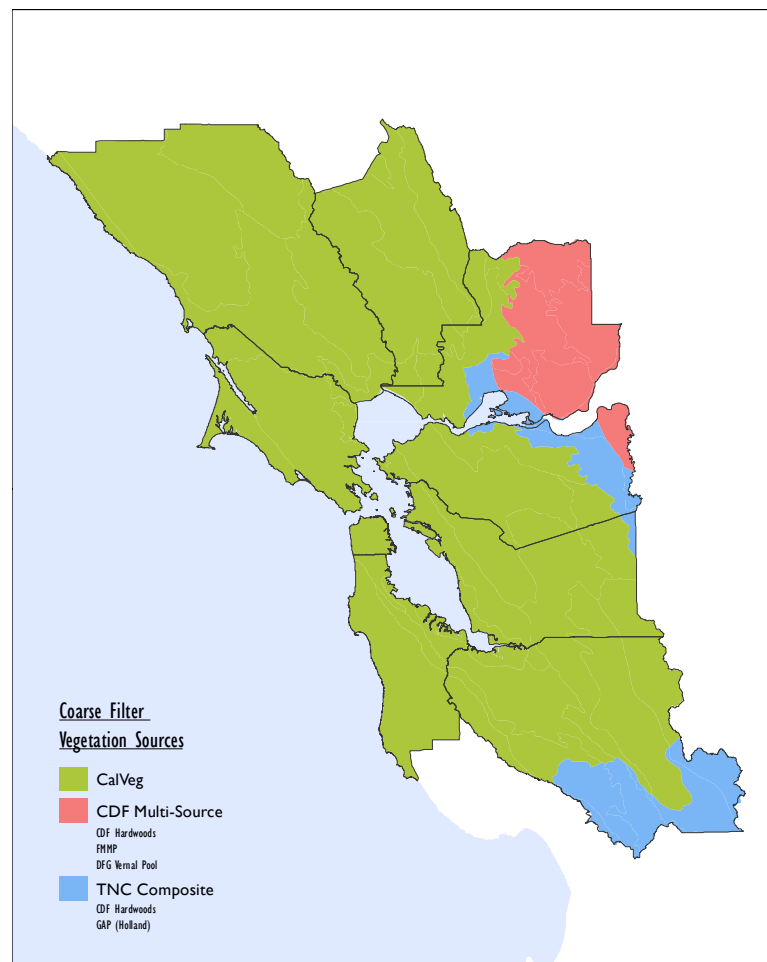 Coarse Filter
Vegetation Sources
CalVeg
CDF Multi-Source
CDF Hardwoods
FMMP
DFG Vernal Pool
TNC Composite
CDF Hardwoods
GAP (Holland)